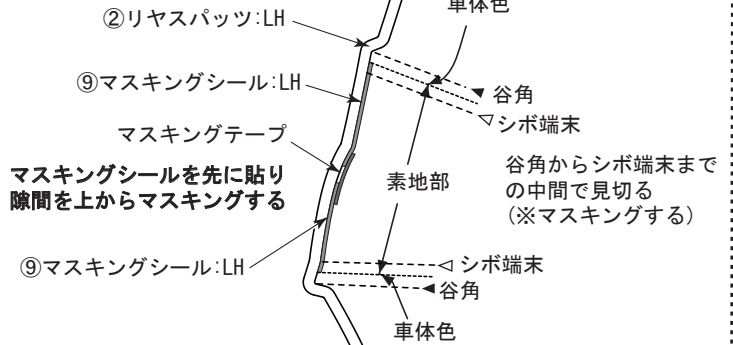 車体色
②リヤスパッツ:LH
⑨マスキングシール:LH
谷角
シボ端末
マスキングテープ
マスキングシールを先に貼り
隙間を上からマスキングする
素地部
谷角からシボ端末まで
の中間で見切る
(※マスキングする)
⑨マスキングシール:LH
シボ端末
谷角
車体色